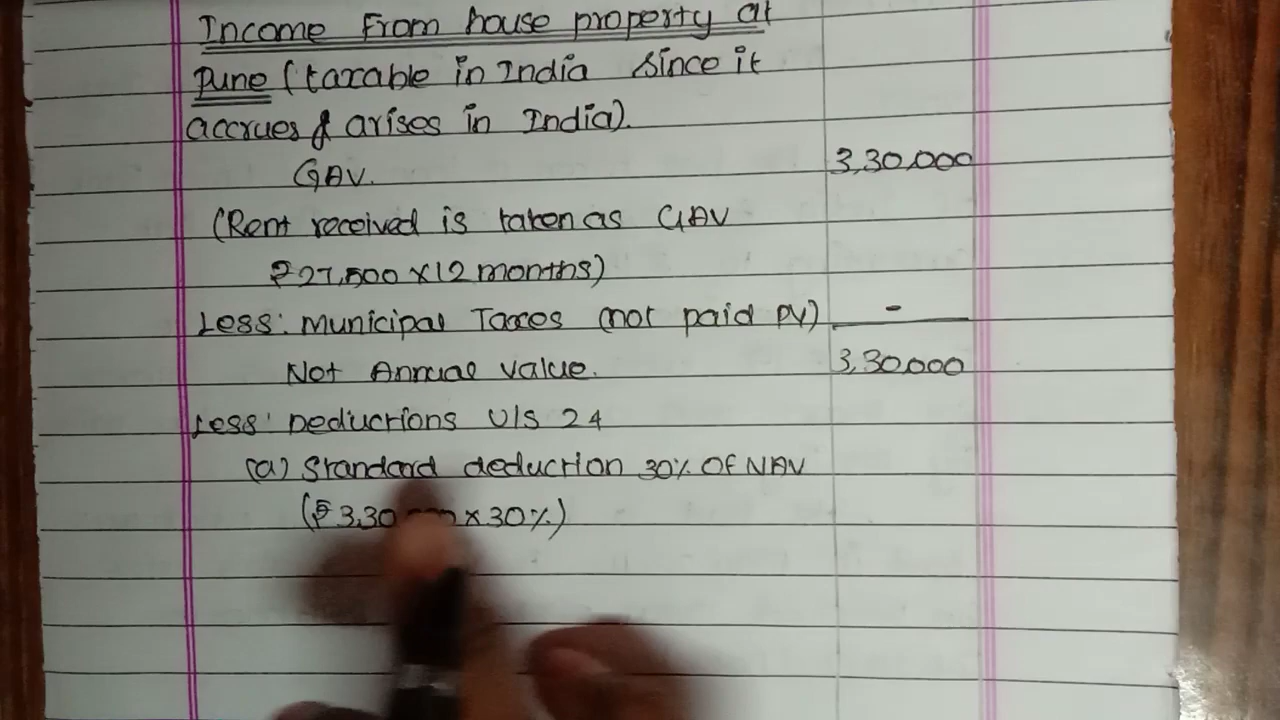 Income From house property at
Pune (taxable in India since it
accrues & arises in India).
GAV. 3,30,000
(Rent received is taken as GAV
₹27,500 x 12 months)
Less: Municipal Taxes (not paid PY) -
Net Annual value. 3,30,000
Less: Deductions U/S 24
(a) Standard deduction 30% OF NAV
(₹ 3,30 x 30%)